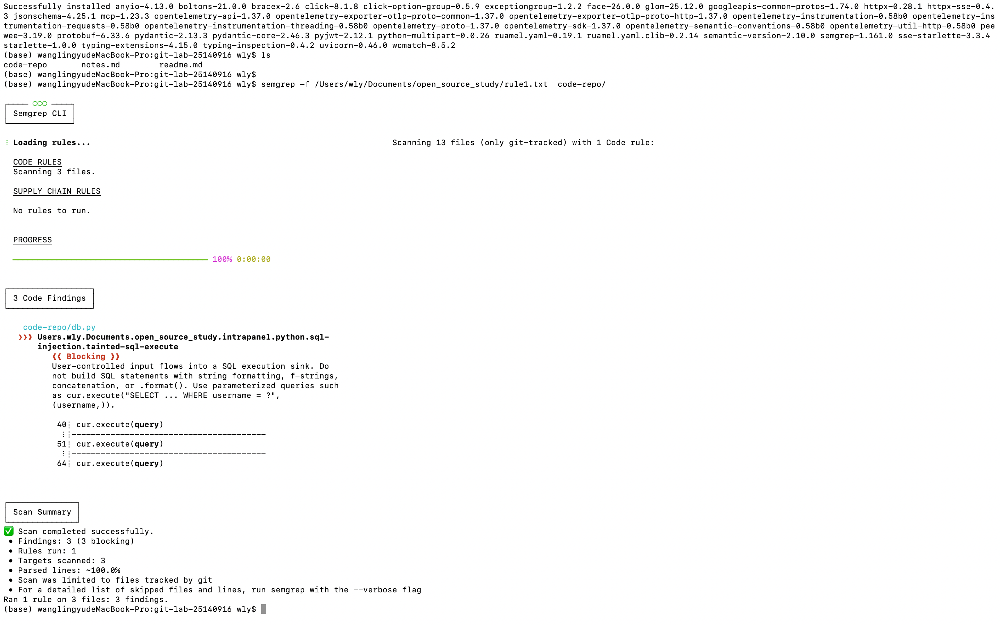 Successfully installed anyio-4.13.0 boltons-21.0.0 bracex-2.6 click-8.1.8 click-option-group-0.5.9 exceptiongroup-1.2.2 face-26.0.0 glom-25.12.0 googleapis-common-protos-1.74.0 httpx-0.28.1 httpx-sse-0.4.
3 jsonschema-4.25.1 mcp-1.23.3 opentelemetry-api-1.37.0 opentelemetry-exporter-otlp-proto-common-1.37.0 opentelemetry-exporter-otlp-proto-http-1.37.0 opentelemetry-instrumentation-0.58b0 opentelemetry-ins
trumentation-requests-0.58b0 opentelemetry-instrumentation-threading-0.58b0 opentelemetry-proto-1.37.0 opentelemetry-sdk-1.37.0 opentelemetry-semantic-conventions-0.58b0 opentelemetry-util-http-0.58b0 pee
wee-3.19.0 protobuf-6.33.6 pydantic-2.13.3 pydantic-core-2.46.3 pyjwt-2.12.1 python-multipart-0.0.26 ruamel.yaml-0.19.1 ruamel.yaml.clib-0.2.14 semantic-version-2.10.0 semgrep-1.161.0 sse-starlette-3.3.4
starlette-1.0.0 typing-extensions-4.15.0 typing-inspection-0.4.2 uvicorn-0.46.0 wcmatch-8.5.2
(base) wanglingyudeMacBook-Pro:git-lab-25140916 wly$ ls
code-repo       notes.md        readme.md
(base) wanglingyudeMacBook-Pro:git-lab-25140916 wly$
(base) wanglingyudeMacBook-Pro:git-lab-25140916 wly$ semgrep -f /Users/wly/Documents/open_source_study/rule1.txt  code-repo/
○○○
Semgrep CLI
Loading rules... Scanning 13 files (only git-tracked) with 1 Code rule:
CODE RULES
Scanning 3 files.
SUPPLY CHAIN RULES
No rules to run.
PROGRESS
100% 0:00:00
3 Code Findings
code-repo/db.py
❯❯❱ Users.wly.Documents.open_source_study.intrapanel.python.sql-
injection.tainted-sql-execute
❰❰ Blocking ❱❱
User-controlled input flows into a SQL execution sink. Do
not build SQL statements with string formatting, f-strings,
concatenation, or .format(). Use parameterized queries such
as cur.execute("SELECT ... WHERE username = ?",
(username,)).
40┆ cur.execute(query)
⋮┆----------------------------------------
51┆ cur.execute(query)
⋮┆----------------------------------------
64┆ cur.execute(query)
Scan Summary
✅ Scan completed successfully.
• Findings: 3 (3 blocking)
• Rules run: 1
• Targets scanned: 3
• Parsed lines: ~100.0%
• Scan was limited to files tracked by git
• For a detailed list of skipped files and lines, run semgrep with the --verbose flag
Ran 1 rule on 3 files: 3 findings.
(base) wanglingyudeMacBook-Pro:git-lab-25140916 wly$